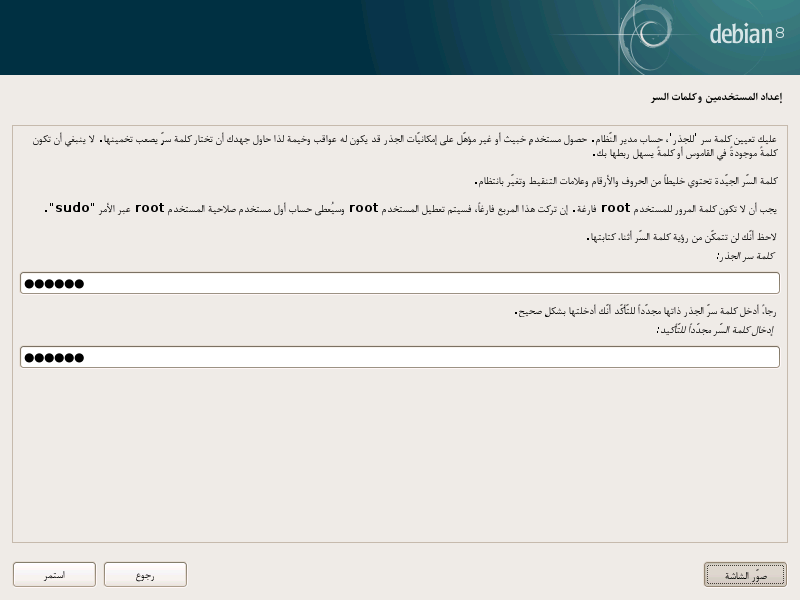 debian 8
إعداد المستخدمين وكلمات السر
عليك تعيين كلمة سر 'للجذر'، حساب مدير النّظام. حصول مستخدمٍ خبيث أو غير مؤهّل على إمكانيّات الجذر قد يكون له عواقب وخيمة لذا حاول جهدك أن تختار كلمة سرّ يصعب تخمينها. لا ينبغي أن تكون
كلمةً موجودةً في القاموس أو كلمةً يسهل ربطها بك.
كلمة السّر الجيّدة تحتوي خليطاً من الحروف والأرقام وعلامات التنقيط وتغيّر بانتظام.
يجب أن لا تكون كلمة المرور للمستخدم root فارغة. إن تركت هذا المربع فارغاً، فسيتم تعطيل المستخدم root وسيُعطى حساب أول مستخدم صلاحية المستخدم root عبر الأمر "sudo".
لاحظ أنّك لن تتمكّن من رؤية كلمة السّر أثناء كتابتها.
كلمة سر الجذر:
●●●●●●
رجاءً أدخل كلمة سرّ الجذر ذاتها مجدّداً للتّأكّد أنّك أدخلتها بشكلٍ صحيح.
إدخال كلمة السّر مجدّداً للتّأكيد:
●●●●●●
صوّر الشاشة
رجوع
استمر